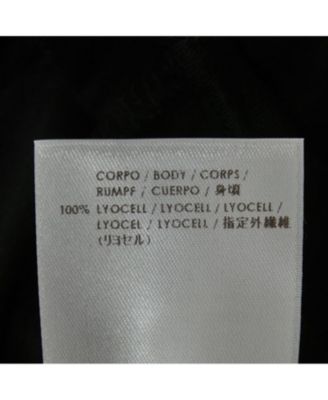 CORPO / BODY / CORPS /
RUMPF / CUERPO / 身頃
100% LYOCELL / LYOCELL / LYOCELL /
LYOCEL / LYOCELL / 指定外繊維
(リヨセル)